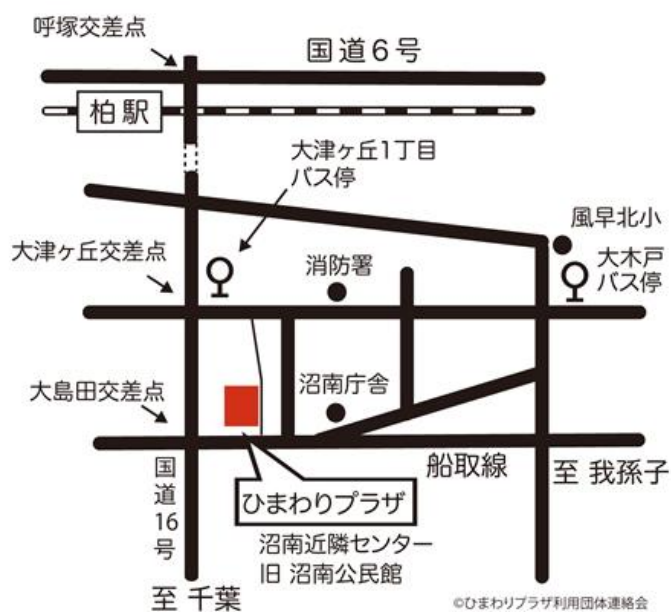 呼塚交差点
国道6号
柏駅
大津ヶ丘1丁目
バス停
風早北小
大津ヶ丘交差点
消防署
大木戸
バス停
大島田交差点
沼南庁舎
船取線
至 我孫子
国道16号
ひまわりプラザ
沼南近隣センター
旧 沼南公民館
至 千葉
©ひまわりプラザ利用団体連絡会